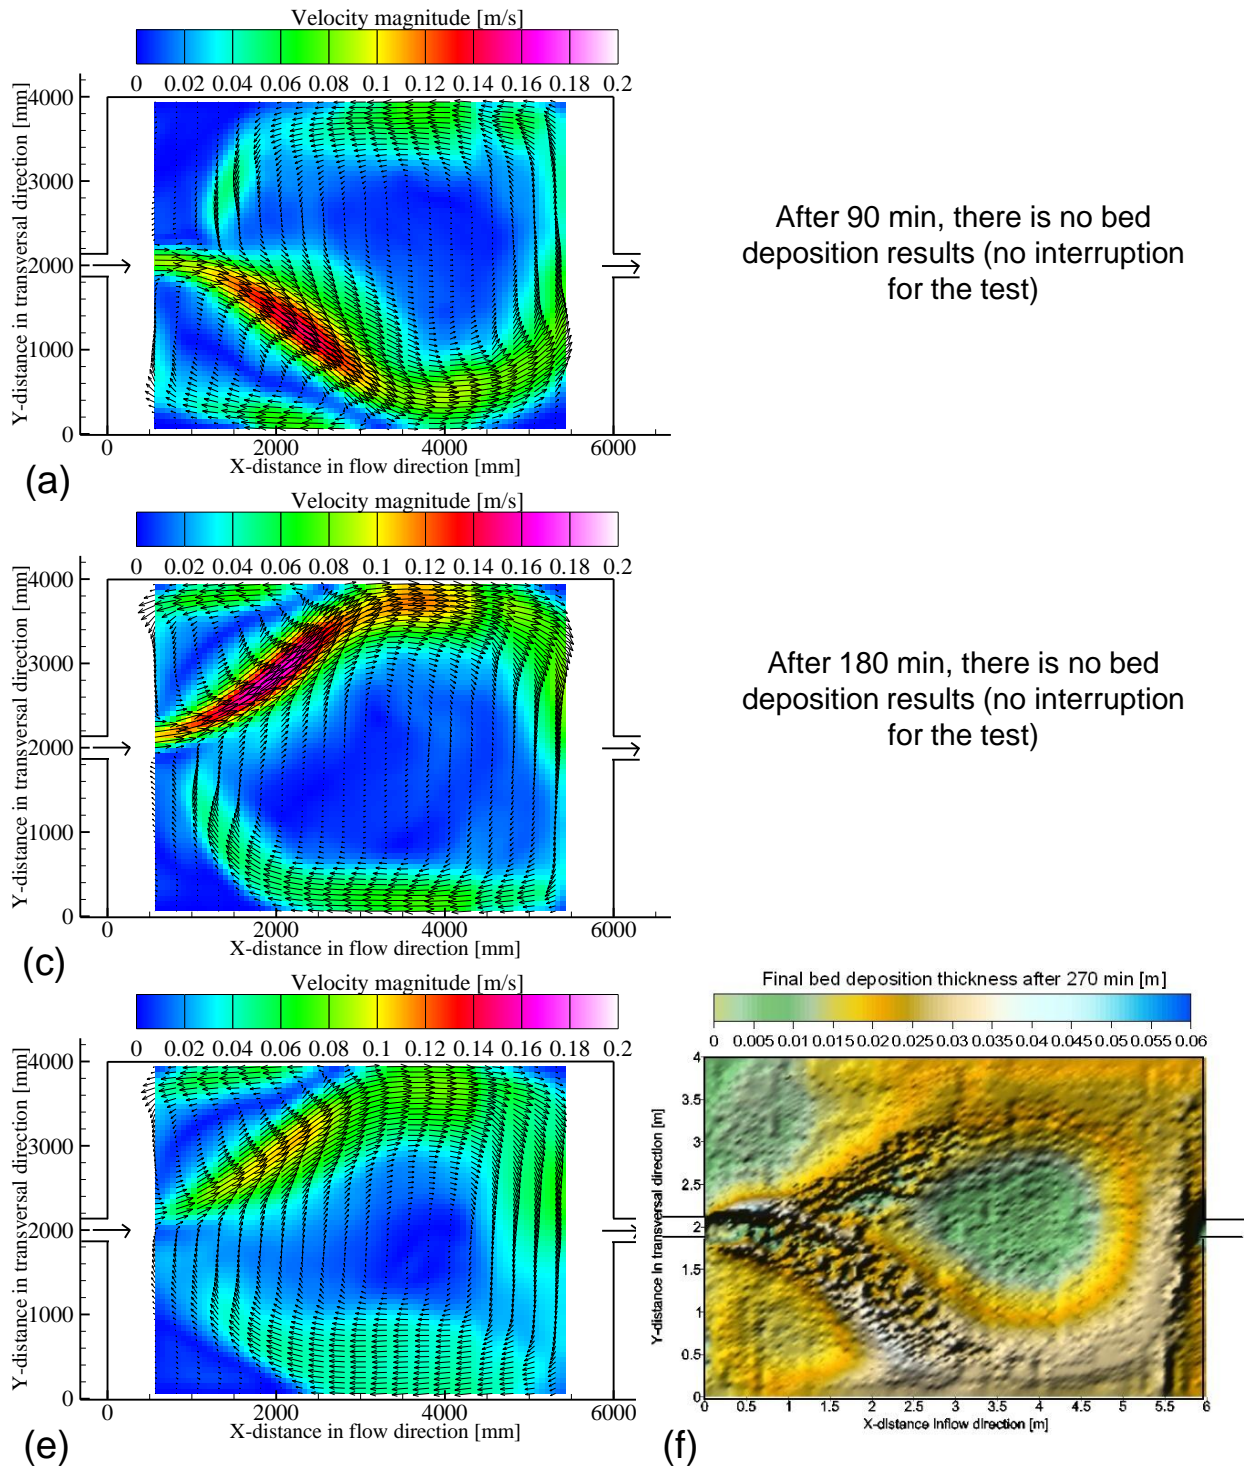 Velocity magnitude [m/s]
0 0.02 0.04 0.06 0.08 0.1 0.12 0.14 0.16 0.18 0.2
Y-distance in transversal direction [mm]
4000
3000
2000
1000
0
0 2000 4000 6000
X-distance in flow direction [mm]
(a)
After 90 min, there is no bed
deposition results (no interruption
for the test)
Velocity magnitude [m/s]
0 0.02 0.04 0.06 0.08 0.1 0.12 0.14 0.16 0.18 0.2
Y-distance in transversal direction [mm]
4000
3000
2000
1000
0
0 2000 4000 6000
X-distance in flow direction [mm]
(c)
After 180 min, there is no bed
deposition results (no interruption
for the test)
Velocity magnitude [m/s]
0 0.02 0.04 0.06 0.08 0.1 0.12 0.14 0.16 0.18 0.2
Y-distance in transversal direction [mm]
4000
3000
2000
1000
0
0 2000 4000 6000
X-distance in flow direction [mm]
(e)
Final bed deposition thickness after 270 min [m]
0 0.005 0.01 0.015 0.02 0.025 0.03 0.035 0.04 0.045 0.05 0.055 0.06
Y-distance in transversal direction [m]
4
3.5
3
2.5
2
1.5
1
0.5
0
0 0.5 1 1.5 2 2.5 3 3.5 4 4.5 5 5.5 6
X-distance inflow direction [m]
(f)